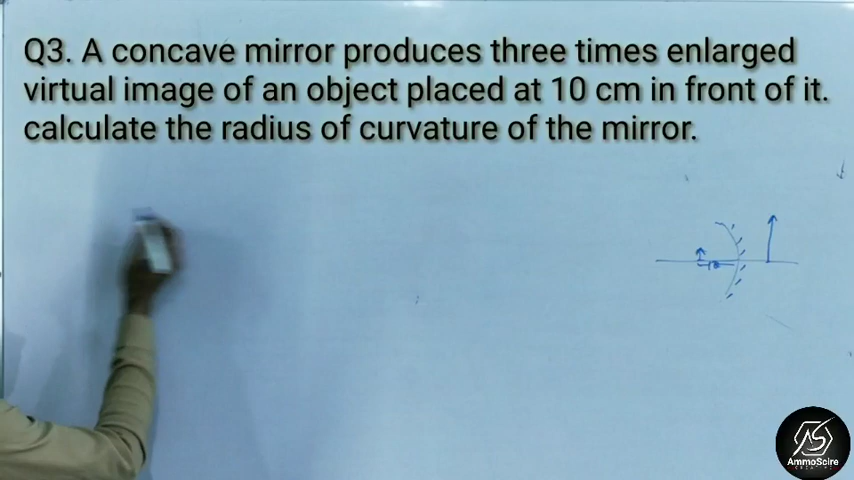 Q3. A concave mirror produces three times enlarged
virtual image of an object placed at 10 cm in front of it.
calculate the radius of curvature of the mirror.
AmmoScire